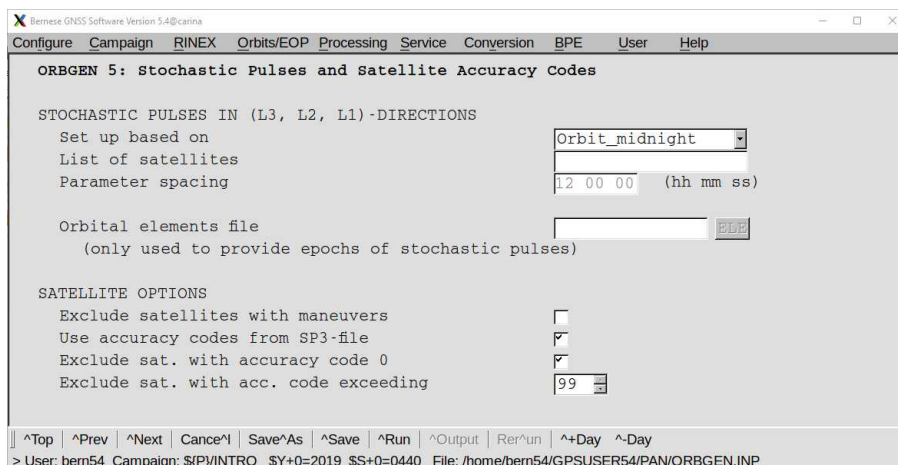 Bernese GNSS Software Version 5.4@carina
Configure Campaign RINEX Orbits/EOP Processing Service Conversion BPE User Help
ORBGEN 5: Stochastic Pulses and Satellite Accuracy Codes
STOCHASTIC PULSES IN (L3, L2, L1)-DIRECTIONS
Set up based on Orbit_midnight
List of satellites
Parameter spacing 12 00 00 (hh mm ss)
Orbital elements file ELE
(only used to provide epochs of stochastic pulses)
SATELLITE OPTIONS
Exclude satellites with maneuvers
Use accuracy codes from SP3-file
Exclude sat. with accuracy code 0
Exclude sat. with acc. code exceeding 99
^Top ^Prev ^Next Cance^l Save^As ^Save ^Run ^Output Rer^un ^+Day ^-Day
> User: bern54 Campaign: ${P}/INTRO $Y+0=2019 $S+0=0440 File: /home/bern54/GPSUSER54/PAN/ORBGEN.INP